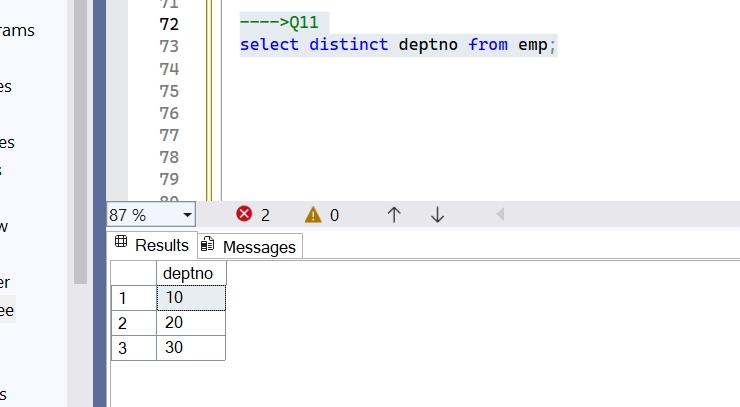 71
72 ---->Q11
rams
73 select distinct deptno from emp;
74
es
75
76
77
es
78
79
w
87 %
2
0
Results
Messages
er
deptno
1 10
ee
2 20
3 30
s